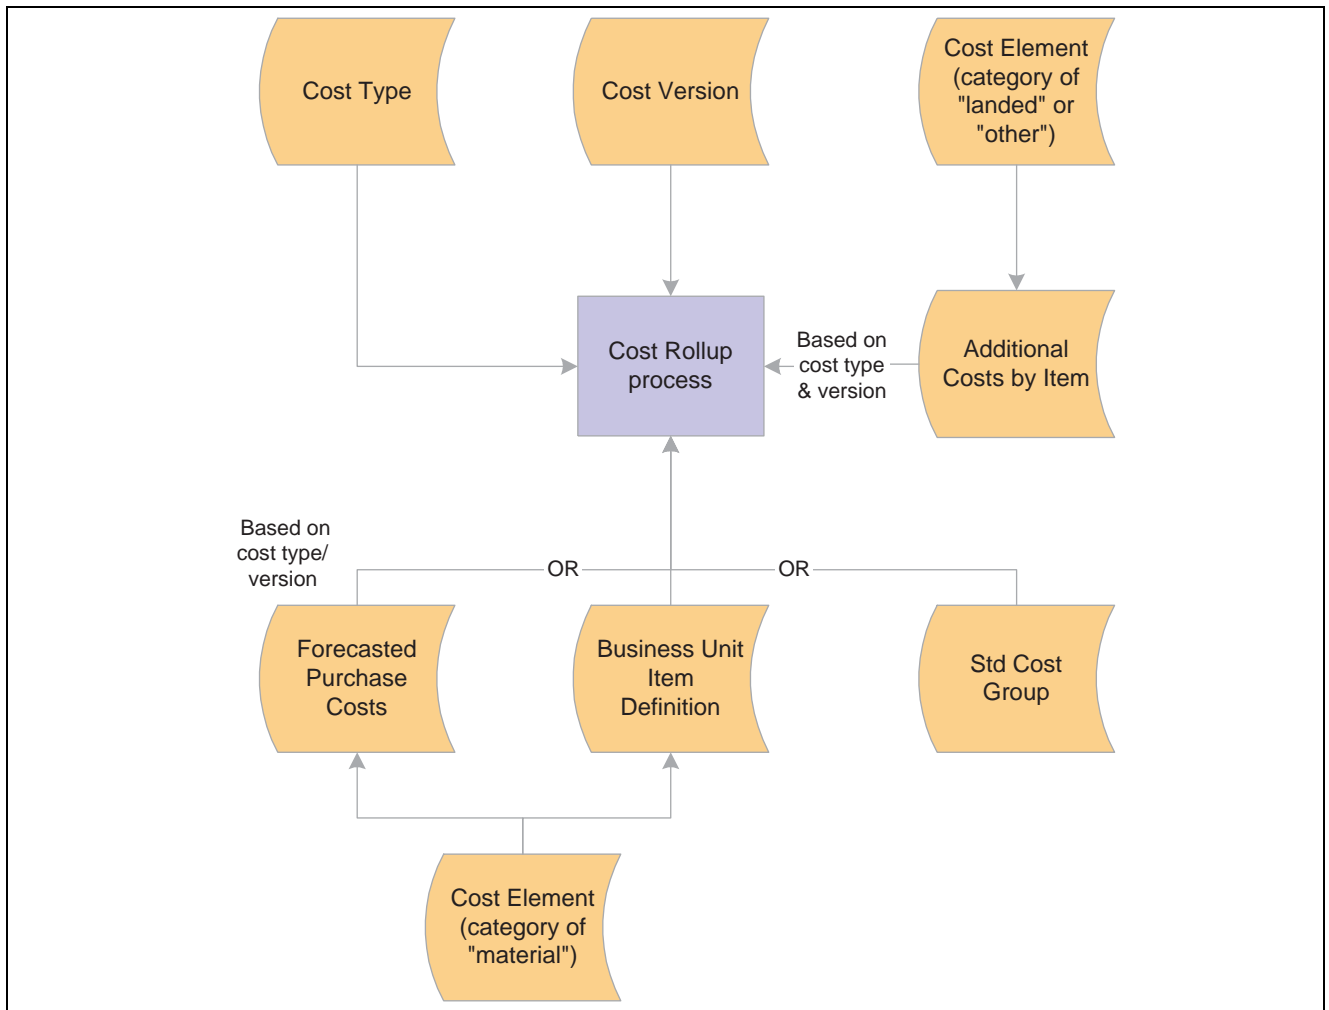 Cost Type
Cost Version
Cost Element
(category of
"landed" or
"other")
Cost Rollup
process
Based on
cost type
& version
Additional
Costs by Item
Based on
cost type/
version
OR
OR
Forecasted
Purchase
Costs
Business Unit
Item
Definition
Std Cost
Group
Cost Element
(category of
"material")